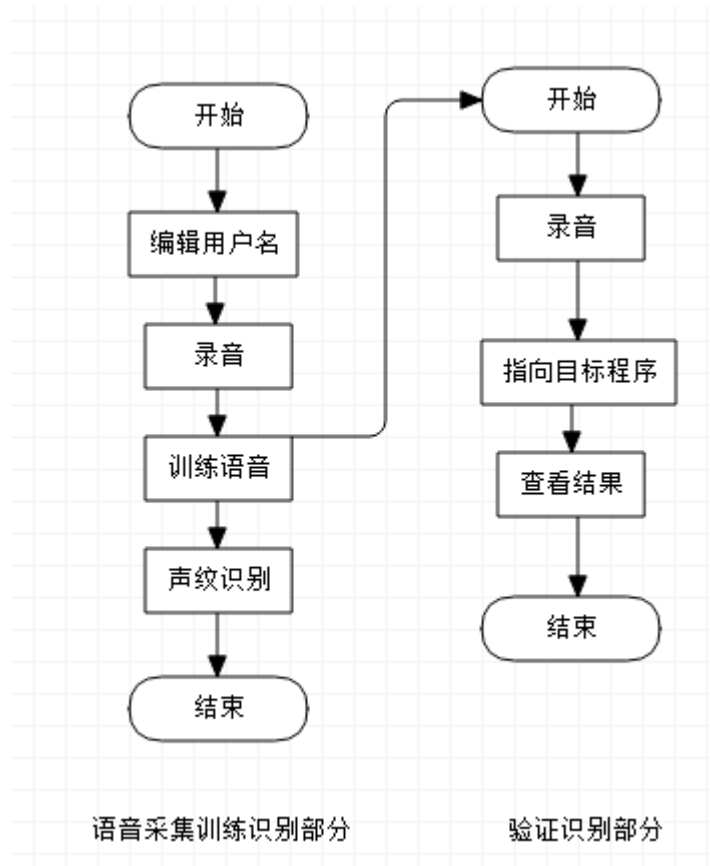 开始
编辑用户名
录音
训练语音
声纹识别
结束
语音采集训练识别部分
开始
录音
指向目标程序
查看结果
结束
验证识别部分